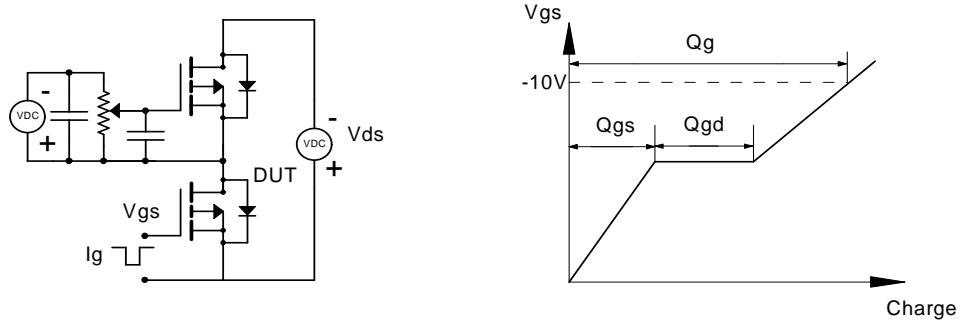 -
VDC
+
Vgs
Ig
DUT
-
VDC
+
Vds
Vgs
Qg
-10V
Qgs
Qgd
Charge